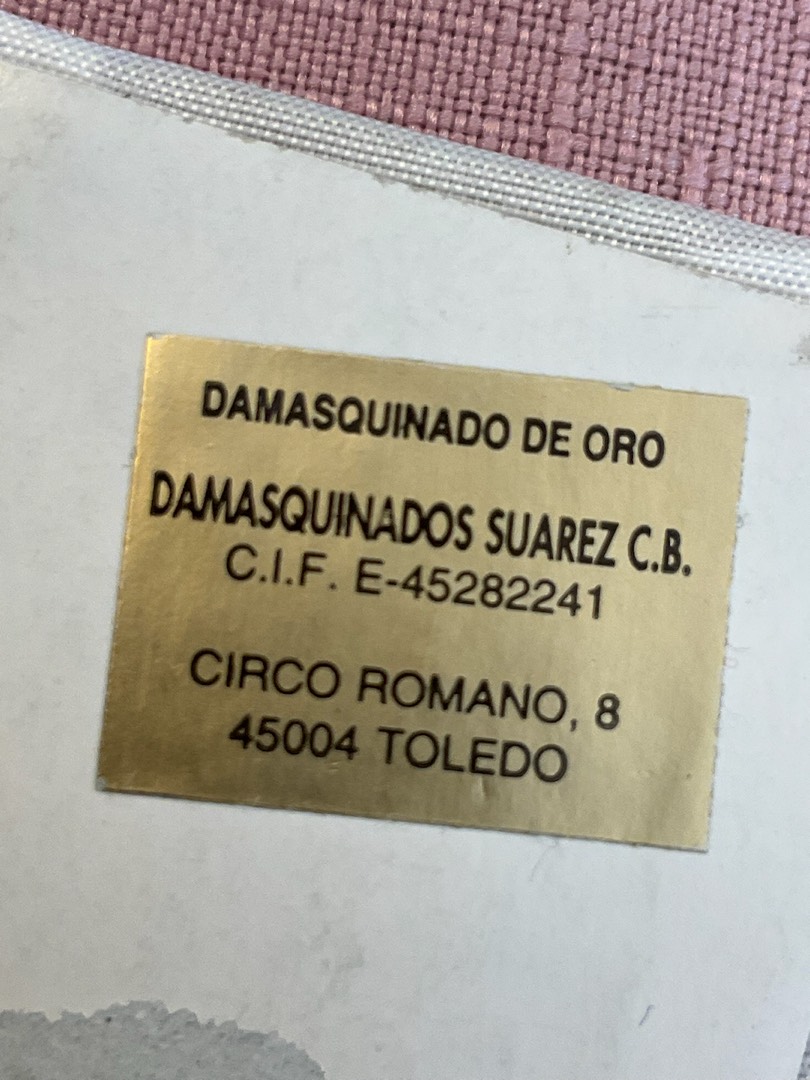 DAMASQUINADO DE ORO
DAMASQUINADOS SUAREZ C.B.
C.I.F. E-45282241
CIRCO ROMANO, 8
45004 TOLEDO